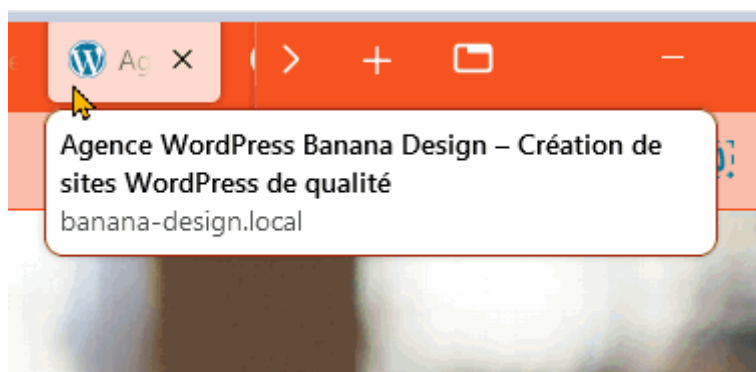 Ag
Agence WordPress Banana Design – Création de
sites WordPress de qualité
banana-design.local